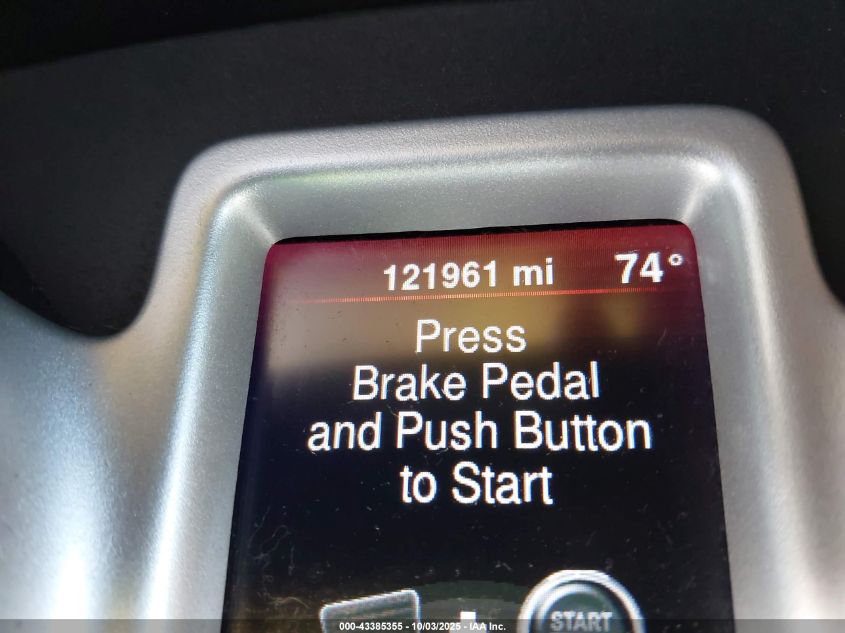 121961 mi 74°
Press
Brake Pedal
and Push Button
to Start
START
000-43385355 - 10/03/2025 - IAA Inc.